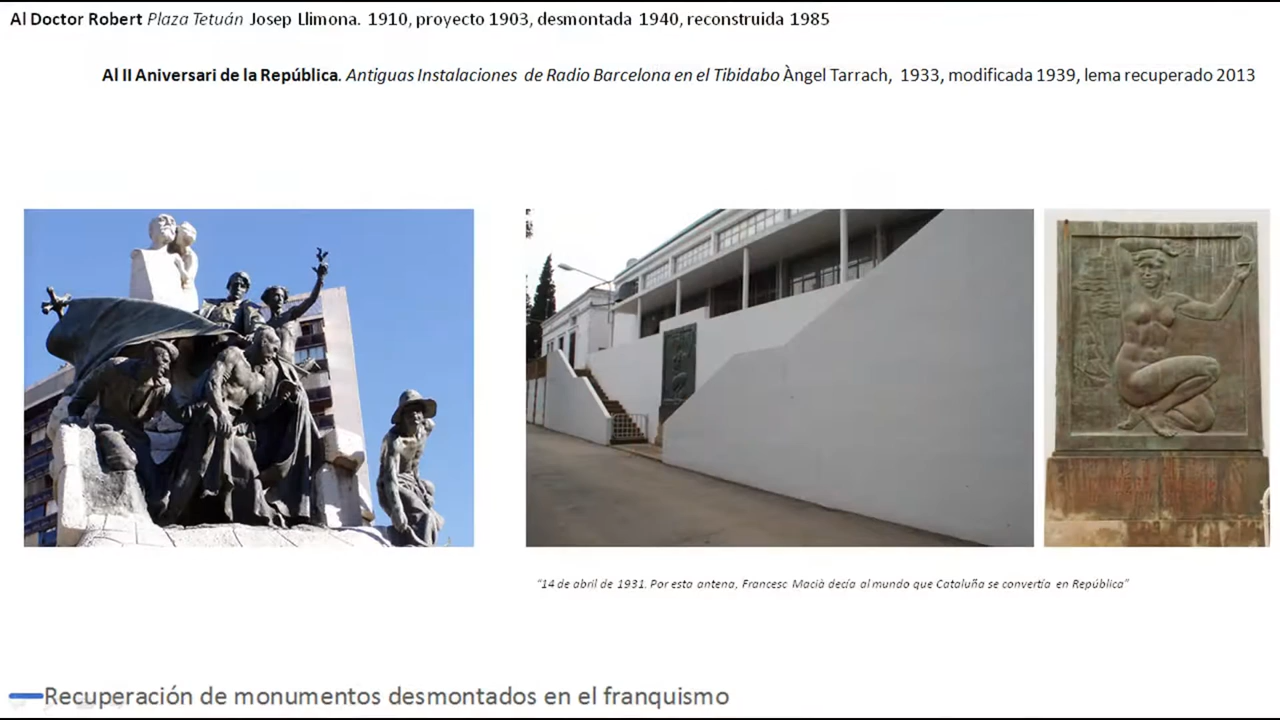 Al Doctor Robert Plaza Tetuán Josep Llimona. 1910, proyecto 1903, desmontada 1940, reconstruida 1985
Al II Aniversari de la República. Antiguas Instalaciones de Radio Barcelona en el Tibidabo Àngel Tarrach, 1933, modificada 1939, lema recuperado 2013
“14 de abril de 1931. Por esta antena, Francesc Macià decía al mundo que Cataluña se convertía en República”
Recuperación de monumentos desmontados en el franquismo